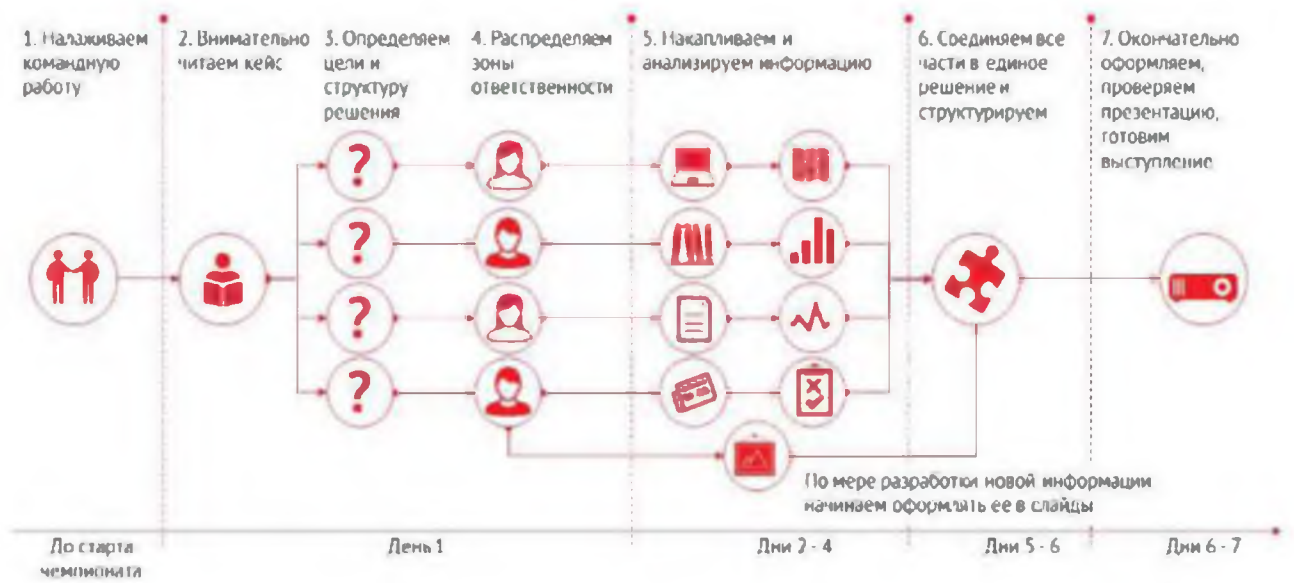 1. Налаживаем
командную
работу
2. Внимательно
читаем кейс
3. Определяем
цели и
структуру
решения
4. Распределяем
зоны
ответственности
5. Накапливаем и
анализируем информацию
6. Соединяем все
части в единое
решение и
структурируем
7. Окончательно
оформляем,
проверяем
презентацию,
готовим
выступление
По мере разработки новой информации
начинаем оформлять ее в слайды
До старта
чемпионата
День 1
Дни 2 - 4
Дни 5 - 6
Дни 6 - 7